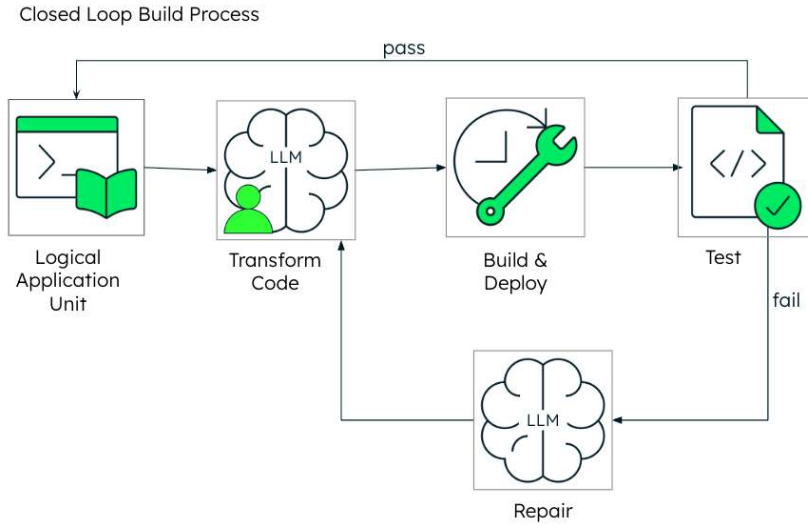 Closed Loop Build Process
pass
>_
LLM
</>
Logical
Application
Unit
Transform
Code
Build &
Deploy
Test
fail
LLM
Repair